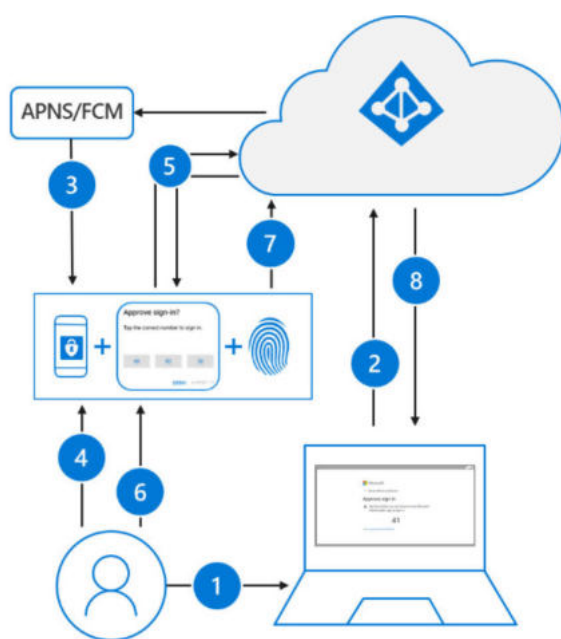 APNS/FCM
3
5
7
8
Approve sign-in?
Tap the correct number to sign in.
2
4
6
Microsoft
Approve sign in
41
1